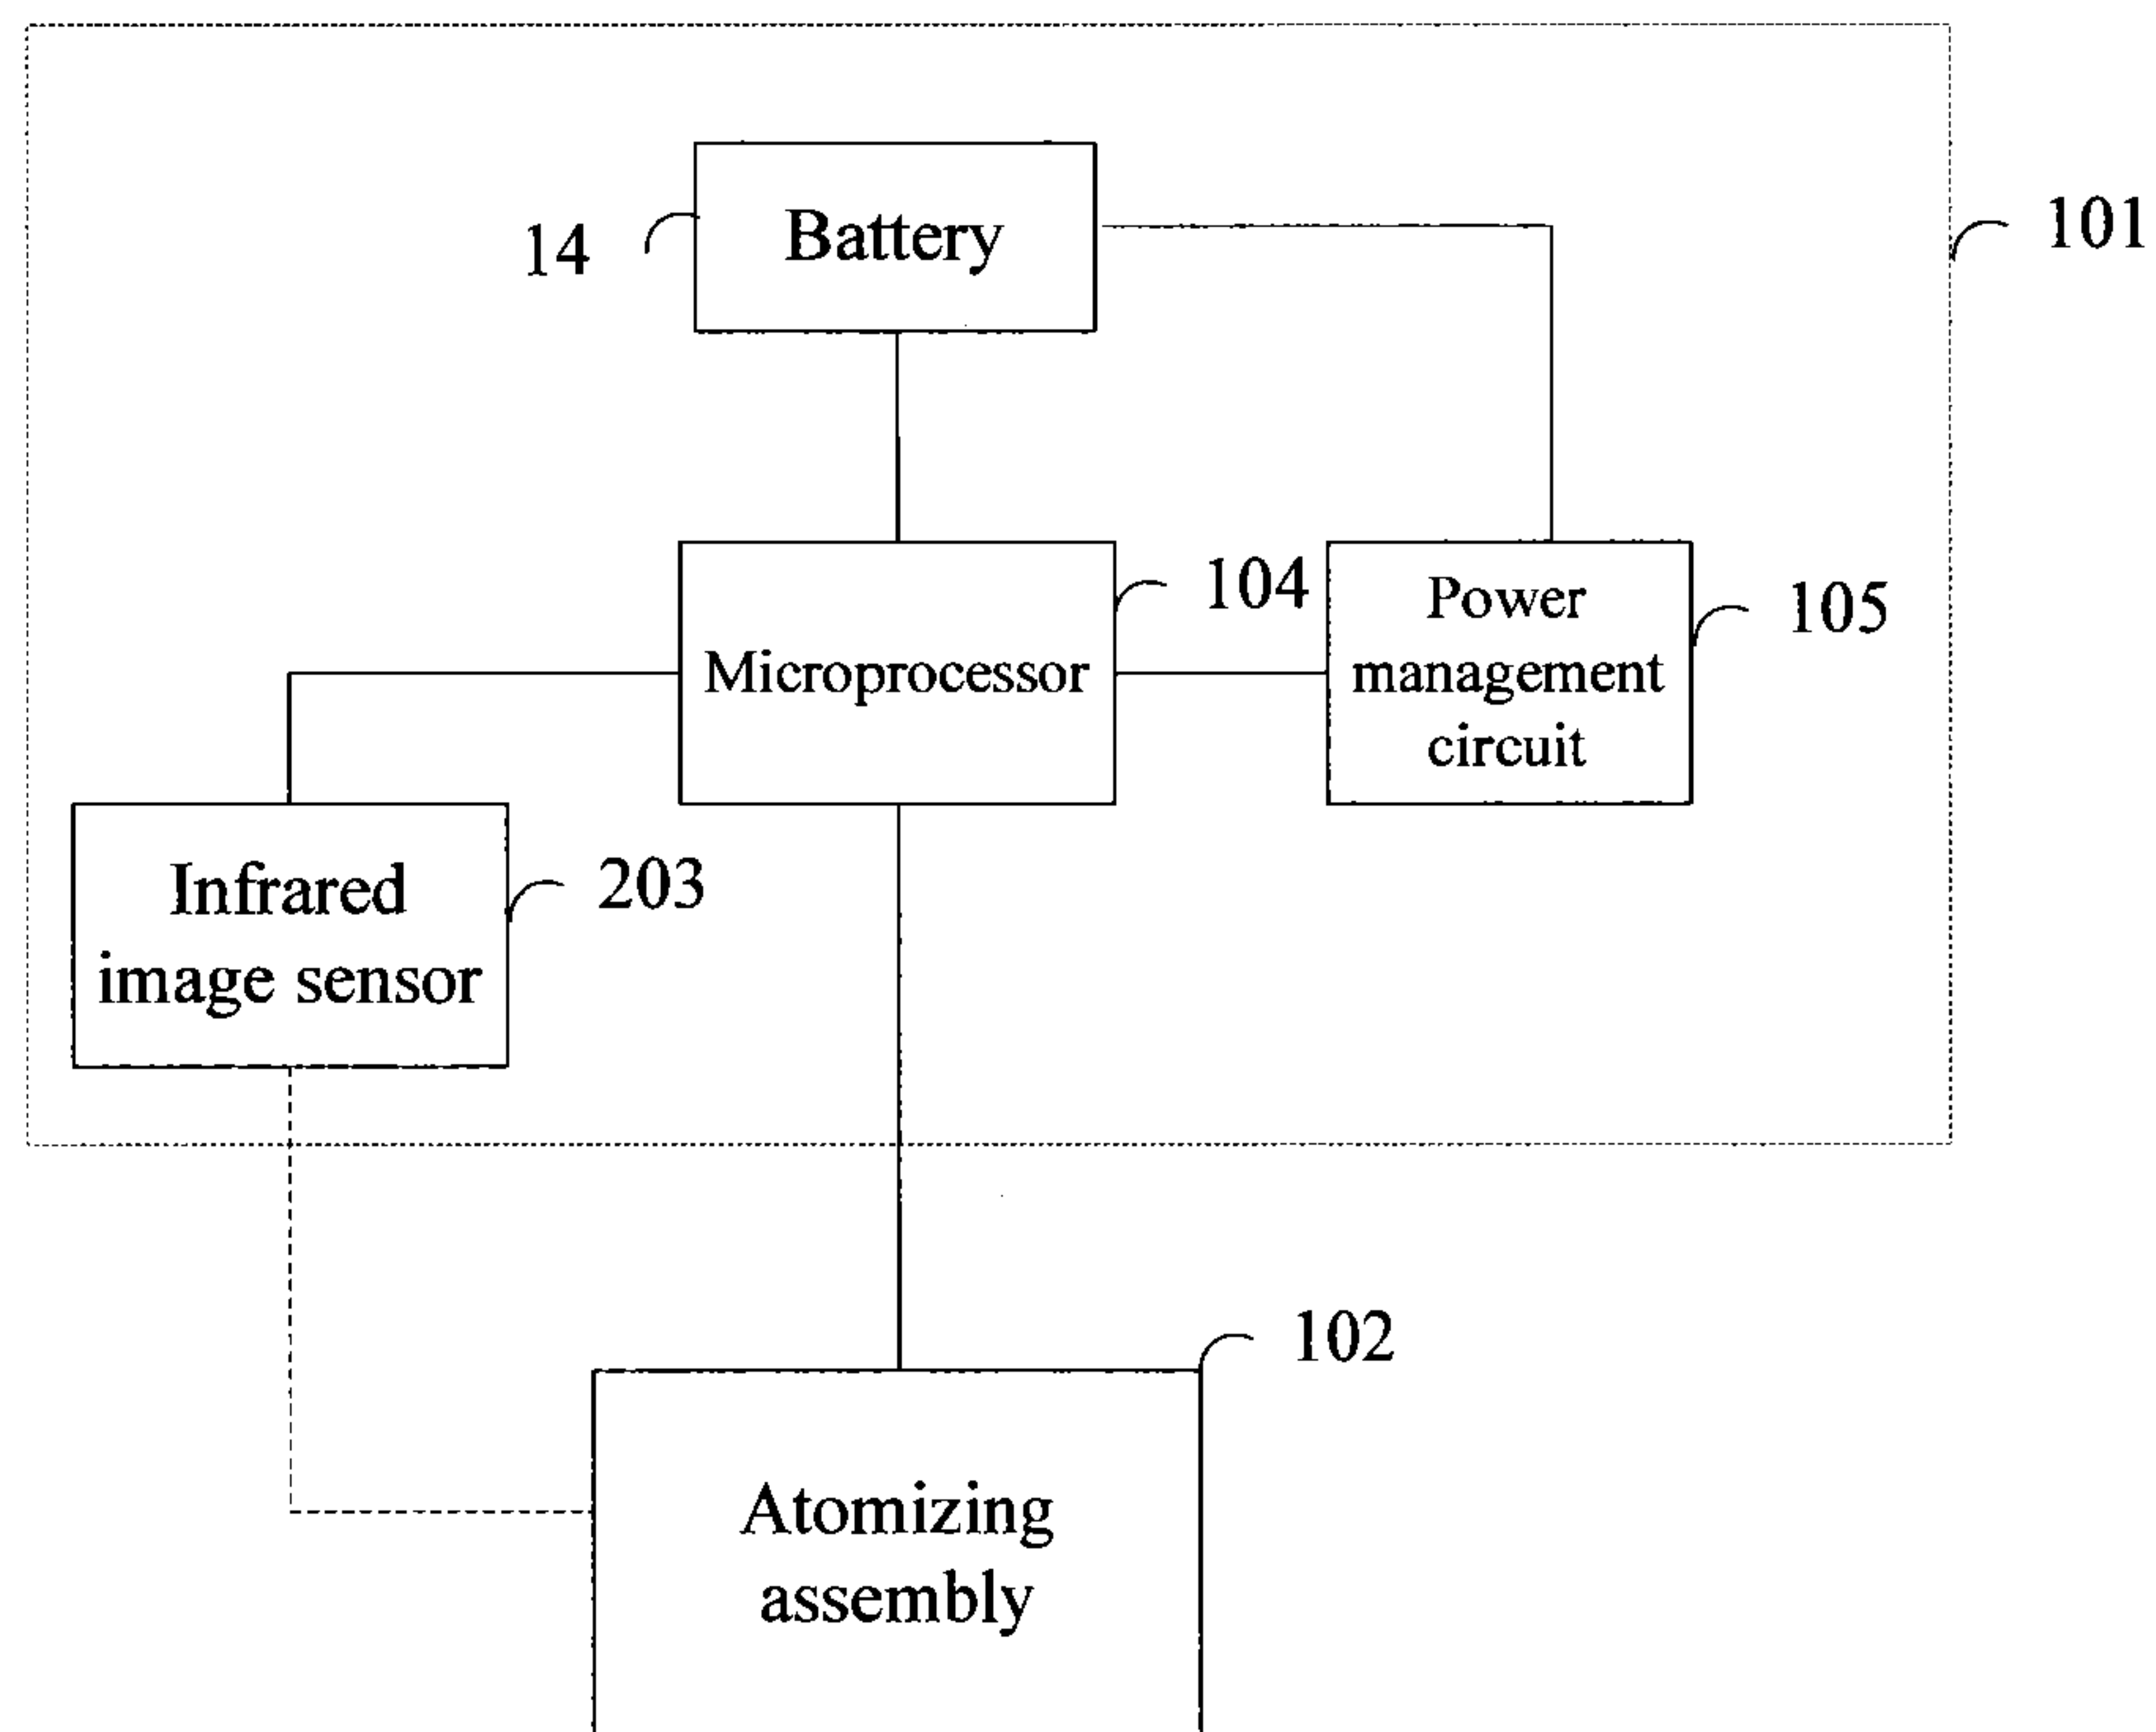 101
14
Battery
104
105
Power
management
circuit
Microprocessor
203
Infrared
image sensor
102
Atomizing
assembly